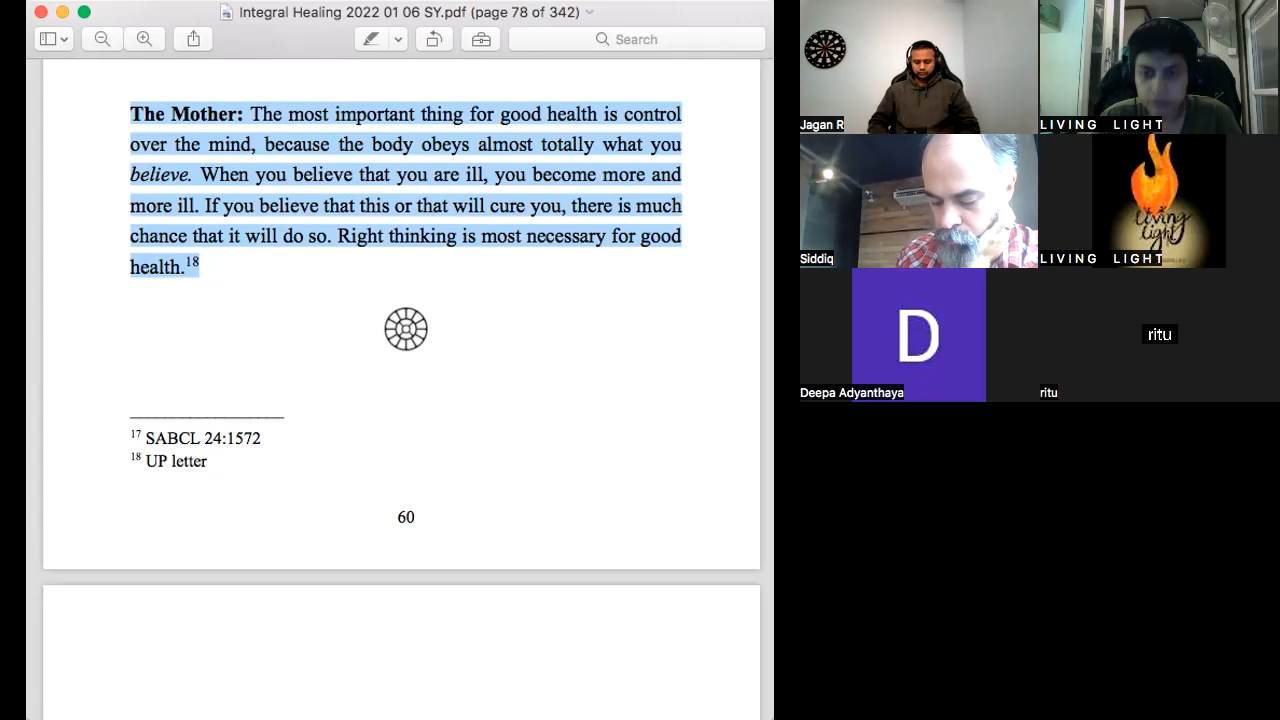 Integral Healing 2022 01 06 SY.pdf (page 78 of 342)
Search
The Mother: The most important thing for good health is control
over the mind, because the body obeys almost totally what you
believe. When you believe that you are ill, you become more and
more ill. If you believe that this or that will cure you, there is much
chance that it will do so. Right thinking is most necessary for good
health.18
17 SABCL 24:1572
18 UP letter
60
Jagan R
LIVING LIGHT
Siddiq
living
light
LIVING LIGHT
D
Deepa Adyanthaya
ritu
ritu